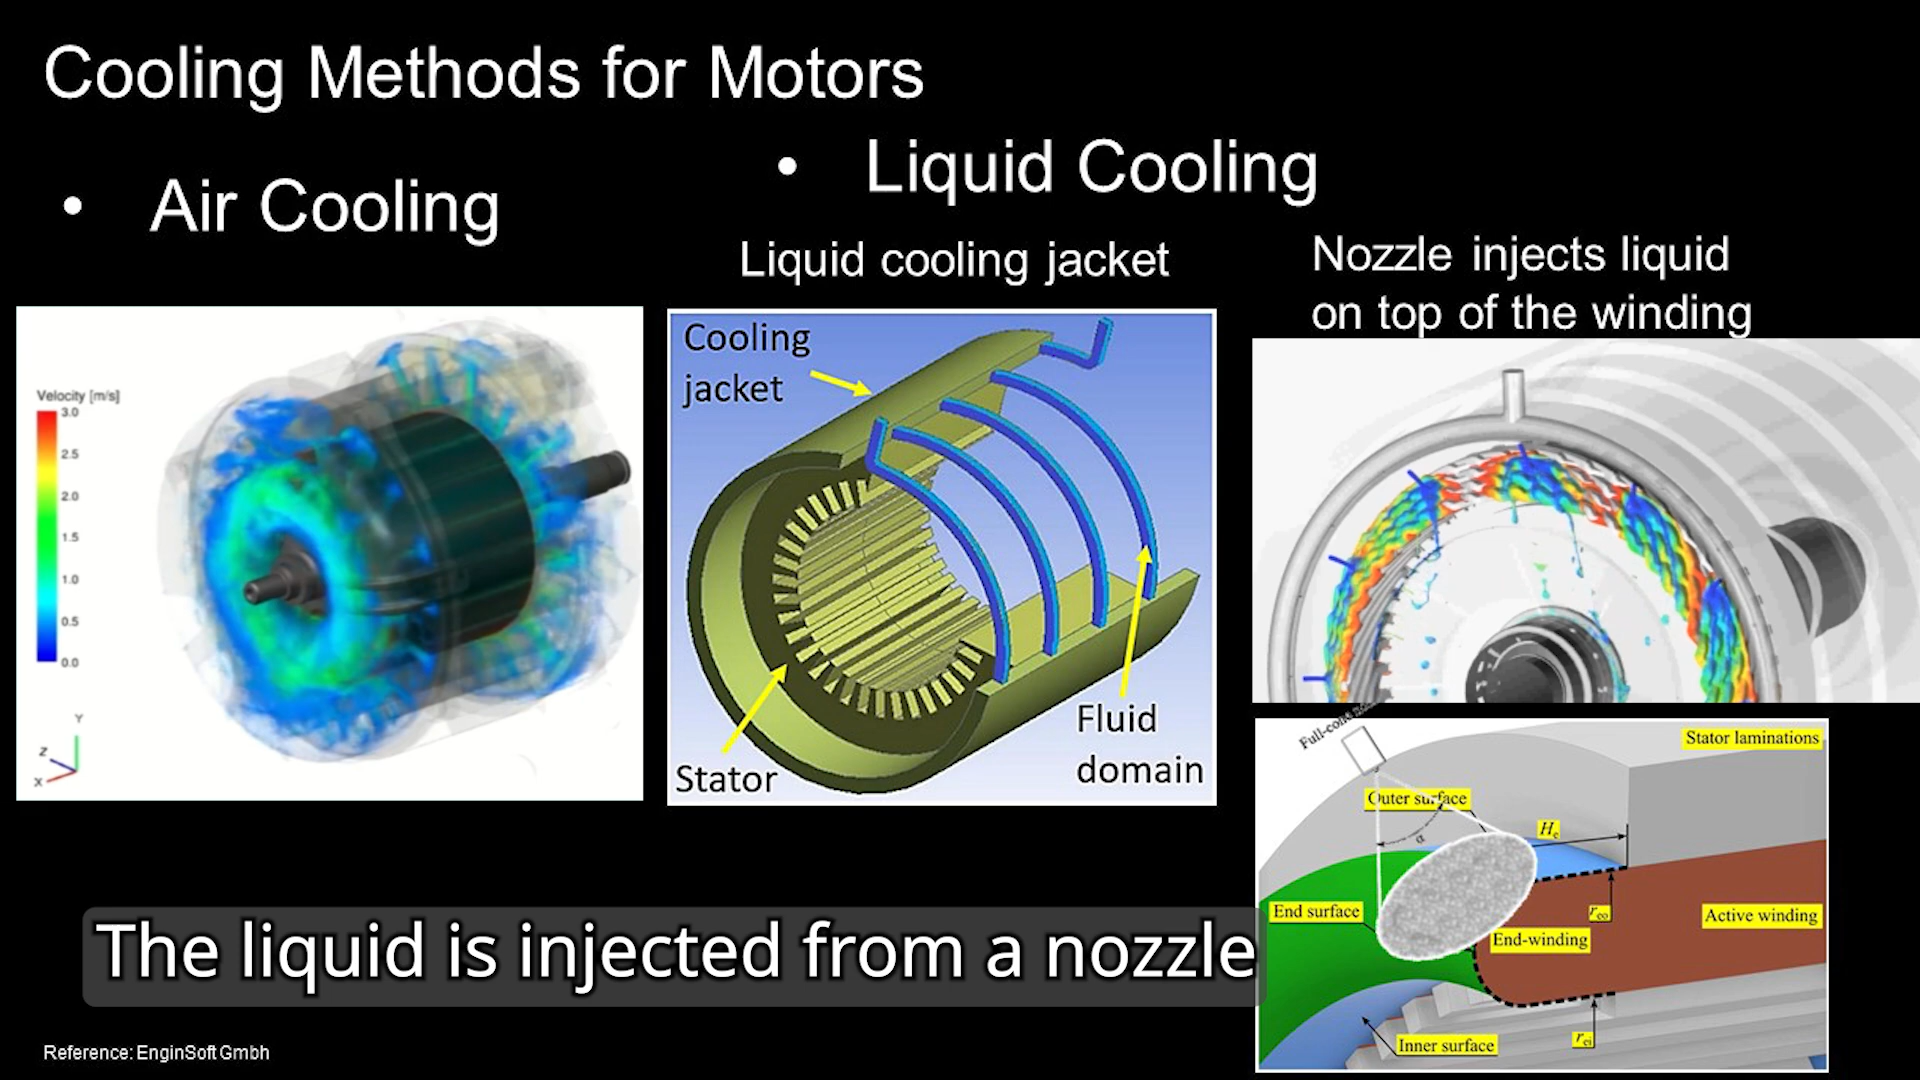 Cooling Methods for Motors
• Air Cooling
• Liquid Cooling
Liquid cooling jacket
Nozzle injects liquid
on top of the winding
Velocity [m/s]
3.0
2.5
2.0
1.5
1.0
0.5
0.0
Y
Z
X
Cooling
jacket
Stator
Fluid
domain
Stator laminations
Outer surface
α
He
End surface
reo
Active winding
End-winding
Inner surface
rei
The liquid is injected from a nozzle
Reference: EnginSoft Gmbh